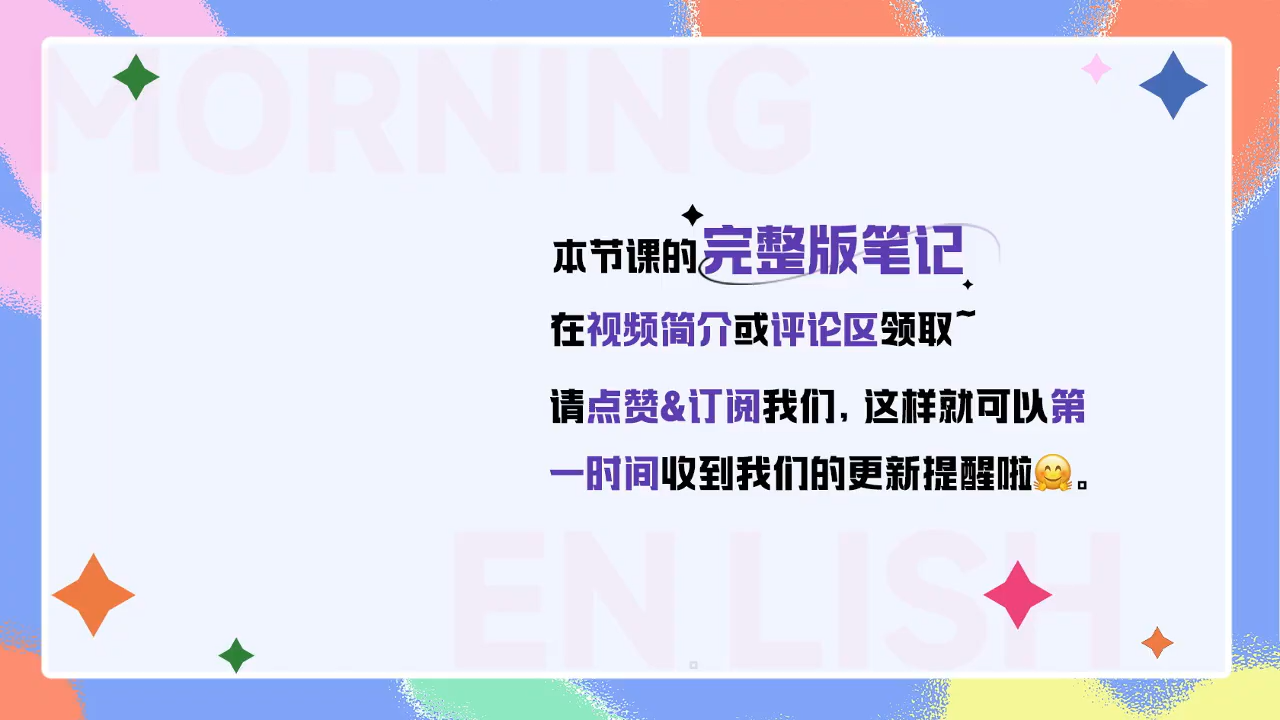 MORNING
本节课的完整版笔记
在视频简介或评论区领取~
请点赞&订阅我们，这样就可以第
一时间收到我们的更新提醒啦🤗。
EN LISH